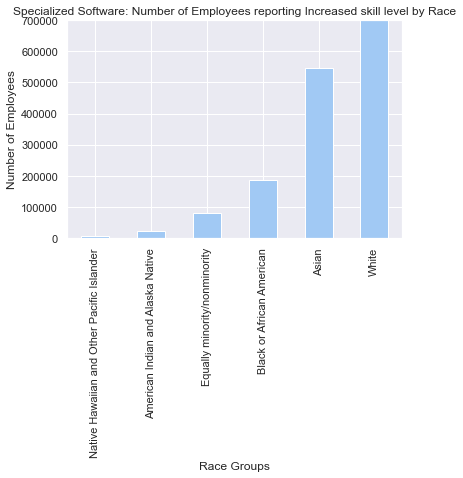 Specialized Software: Number of Employees reporting Increased skill level by Race
700000
600000
500000
400000
300000
200000
100000
0
Number of Employees
Native Hawaiian and Other Pacific Islander
American Indian and Alaska Native
Equally minority/nonminority
Black or African American
Asian
White
Race Groups